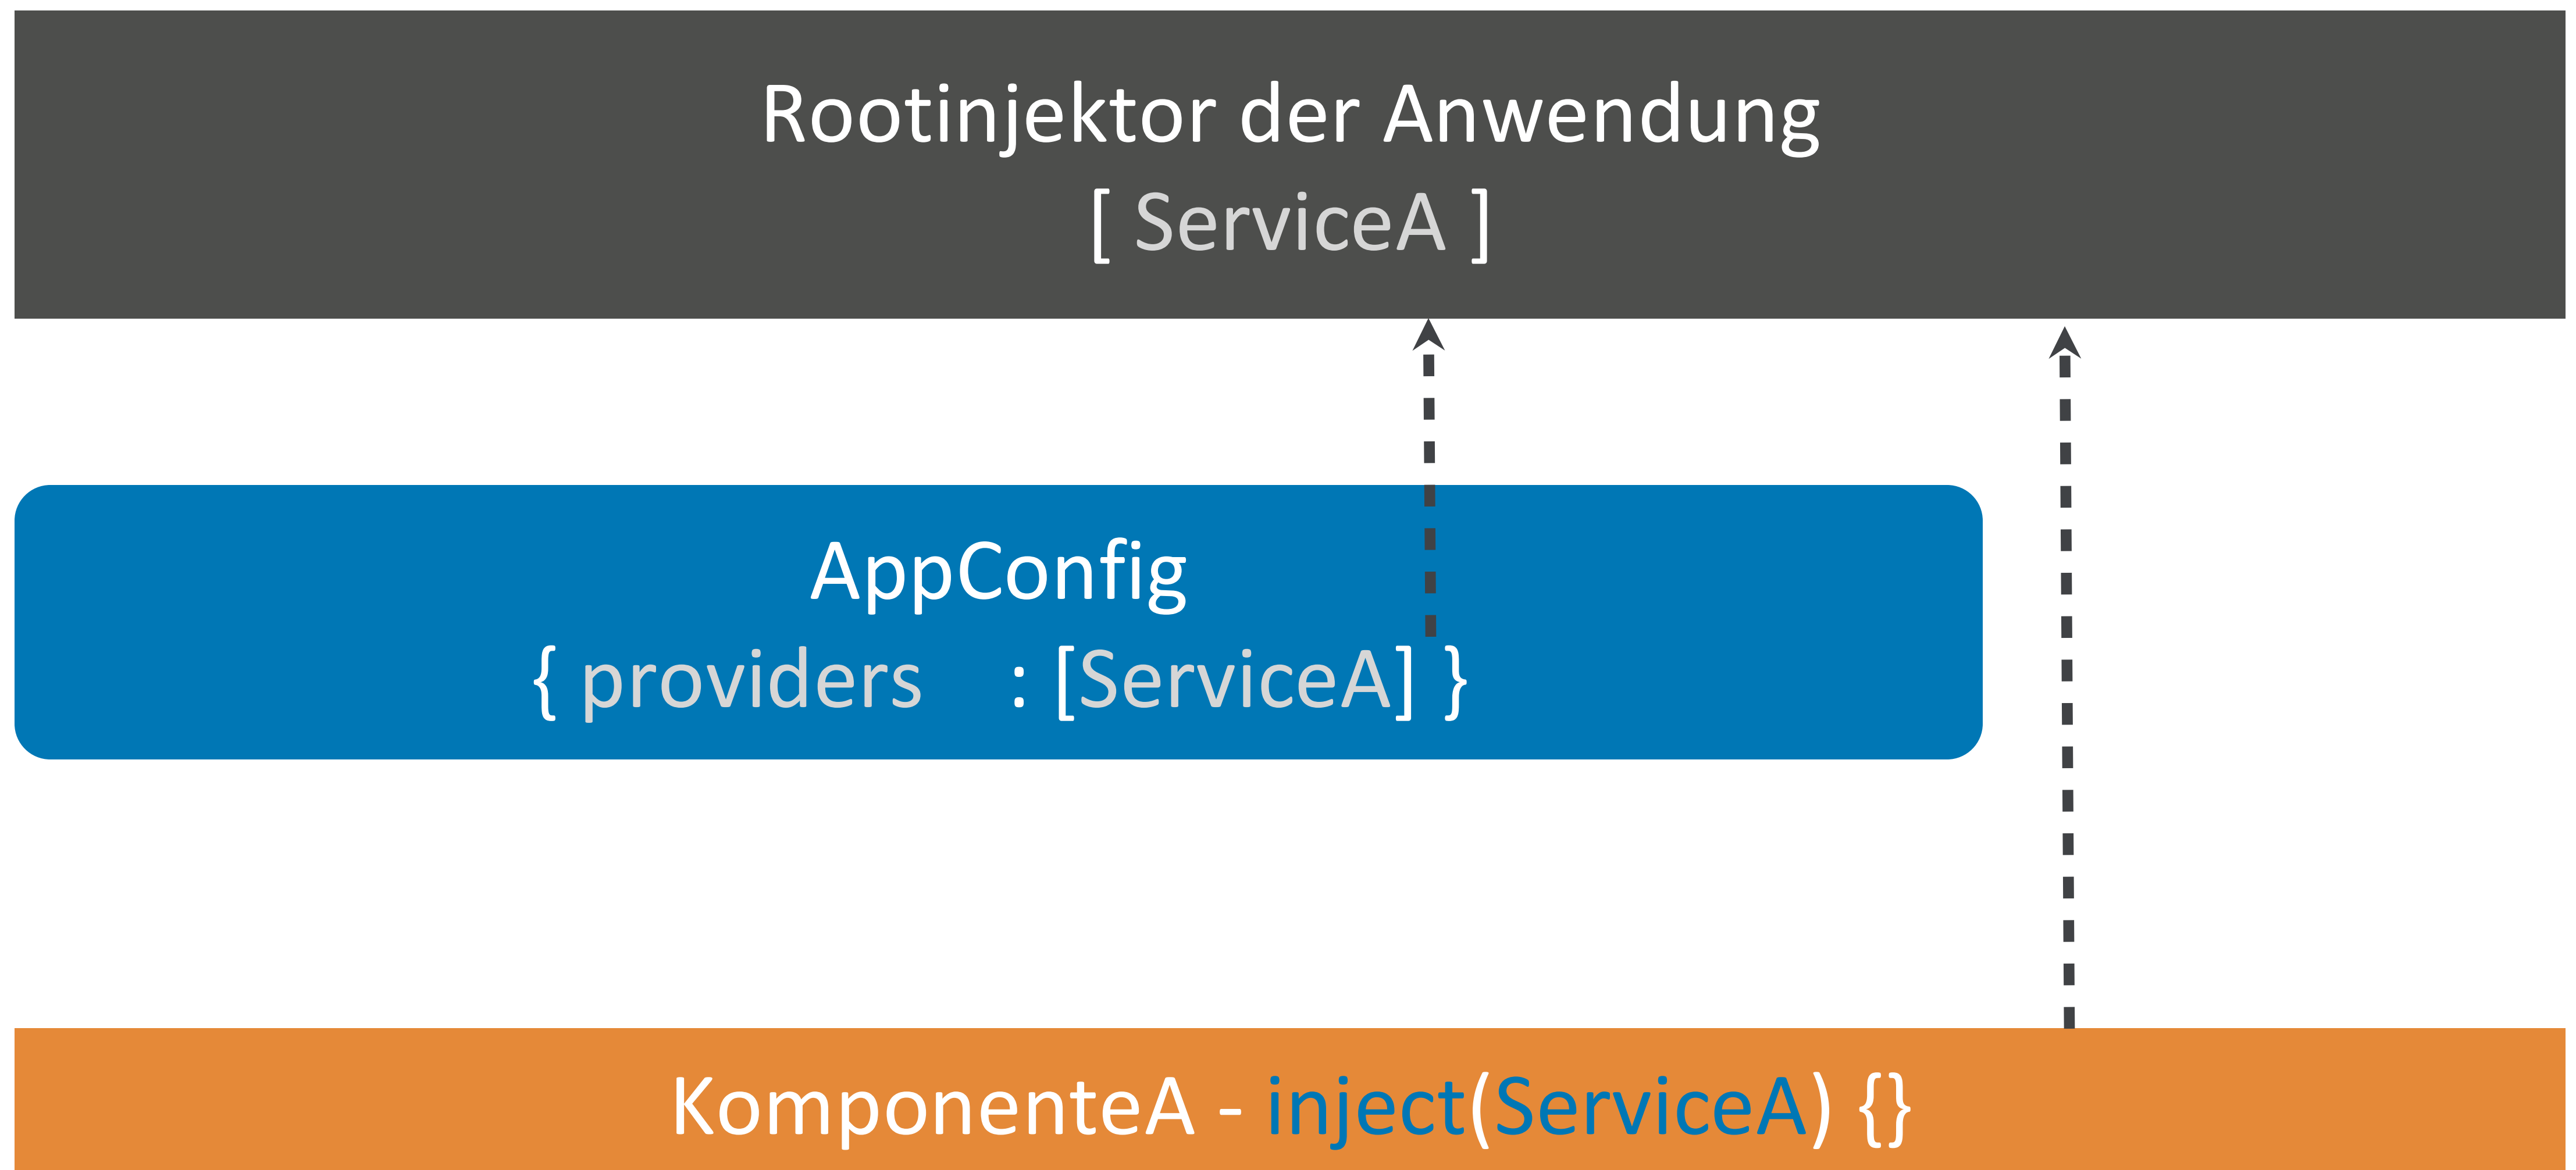 Rootinjektor der Anwendung
[ ServiceA ]
AppConfig
{ providers : [ServiceA] }
KomponenteA - inject(ServiceA) {}